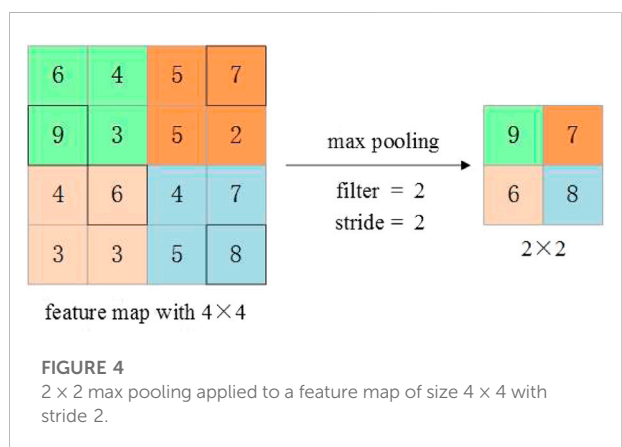 6 4 5 7
9 3 5 2
4 6 4 7
3 3 5 8
feature map with 4×4
max pooling
filter = 2
stride = 2
9 7
6 8
2×2
FIGURE 4
2 × 2 max pooling applied to a feature map of size 4 × 4 with
stride 2.